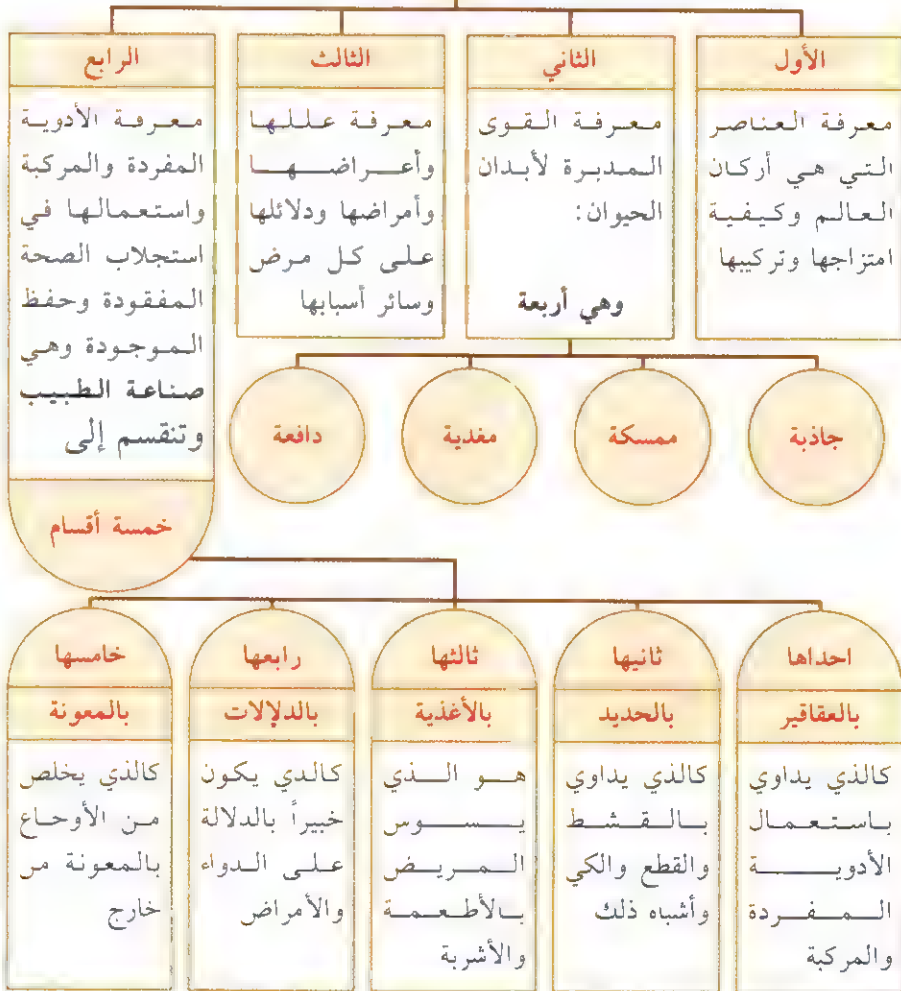 الأول
معرفة العناصر
التي هي أركان
العالم وكيفية
امتزاجها وتركيبها
الثاني
معرفة القوى
المدبرة لأبدان
الحيوان:
وهي أربعة
الثالث
معرفة عللها
وأعراضها
وأمراضها ودلائلها
على كل مرض
وسائر أسبابها
الرابع
معرفة الأدوية
المفردة والمركبة
واستعمالها في
استجلاب الصحة
المفقودة وحفظ
الموجودة وهي
صناعة الطبيب
وتنقسم إلى
خمسة أقسام
جاذبة
ممسكة
مغدية
دافعة
احداها
بالعقاقير
كالذي يداوي
باستعمال
الأدوية
المفردة
والمركبة
ثانيها
بالحديد
كالذي يداوي
بالقشط
والقطع والكي
وأشباه ذلك
ثالثها
بالأغذية
هو الذي
يسوس
المريض
بالأطعمة
والأشربة
رابعها
بالدلالات
كالدي يكون
خبيراً بالدلالة
على الدواء
والأمراض
خامسها
بالمعونة
كالذي يخلص
من الأوحاع
بالمعونة من
خارج